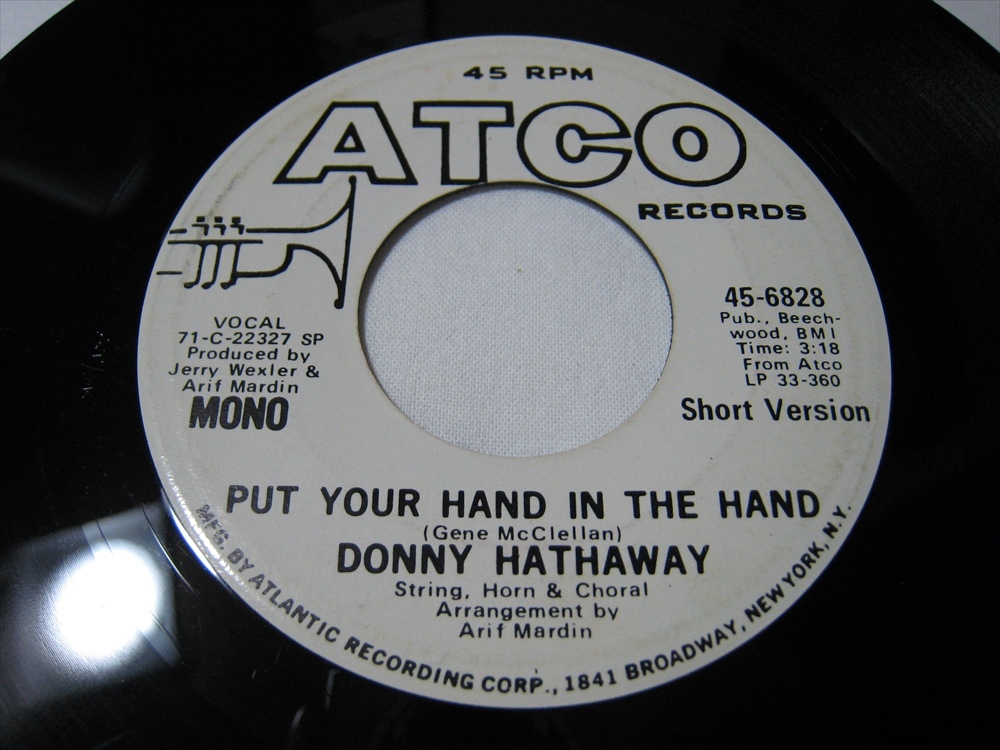 45 RPM
ATCO
RECORDS
VOCAL
71-C-22327 SP
Produced by
Jerry Wexler &
Arif Mardin
MONO
45-6828
Pub., Beech-
wood, BMI
Time: 3:18
From Atco
LP 33-360
Short Version
PUT YOUR HAND IN THE HAND
(Gene McClellan)
DONNY HATHAWAY
String, Horn & Choral
Arrangement by
Arif Mardin
MFG. BY ATLANTIC RECORDING CORP., 1841 BROADWAY, NEW YORK, N.Y.